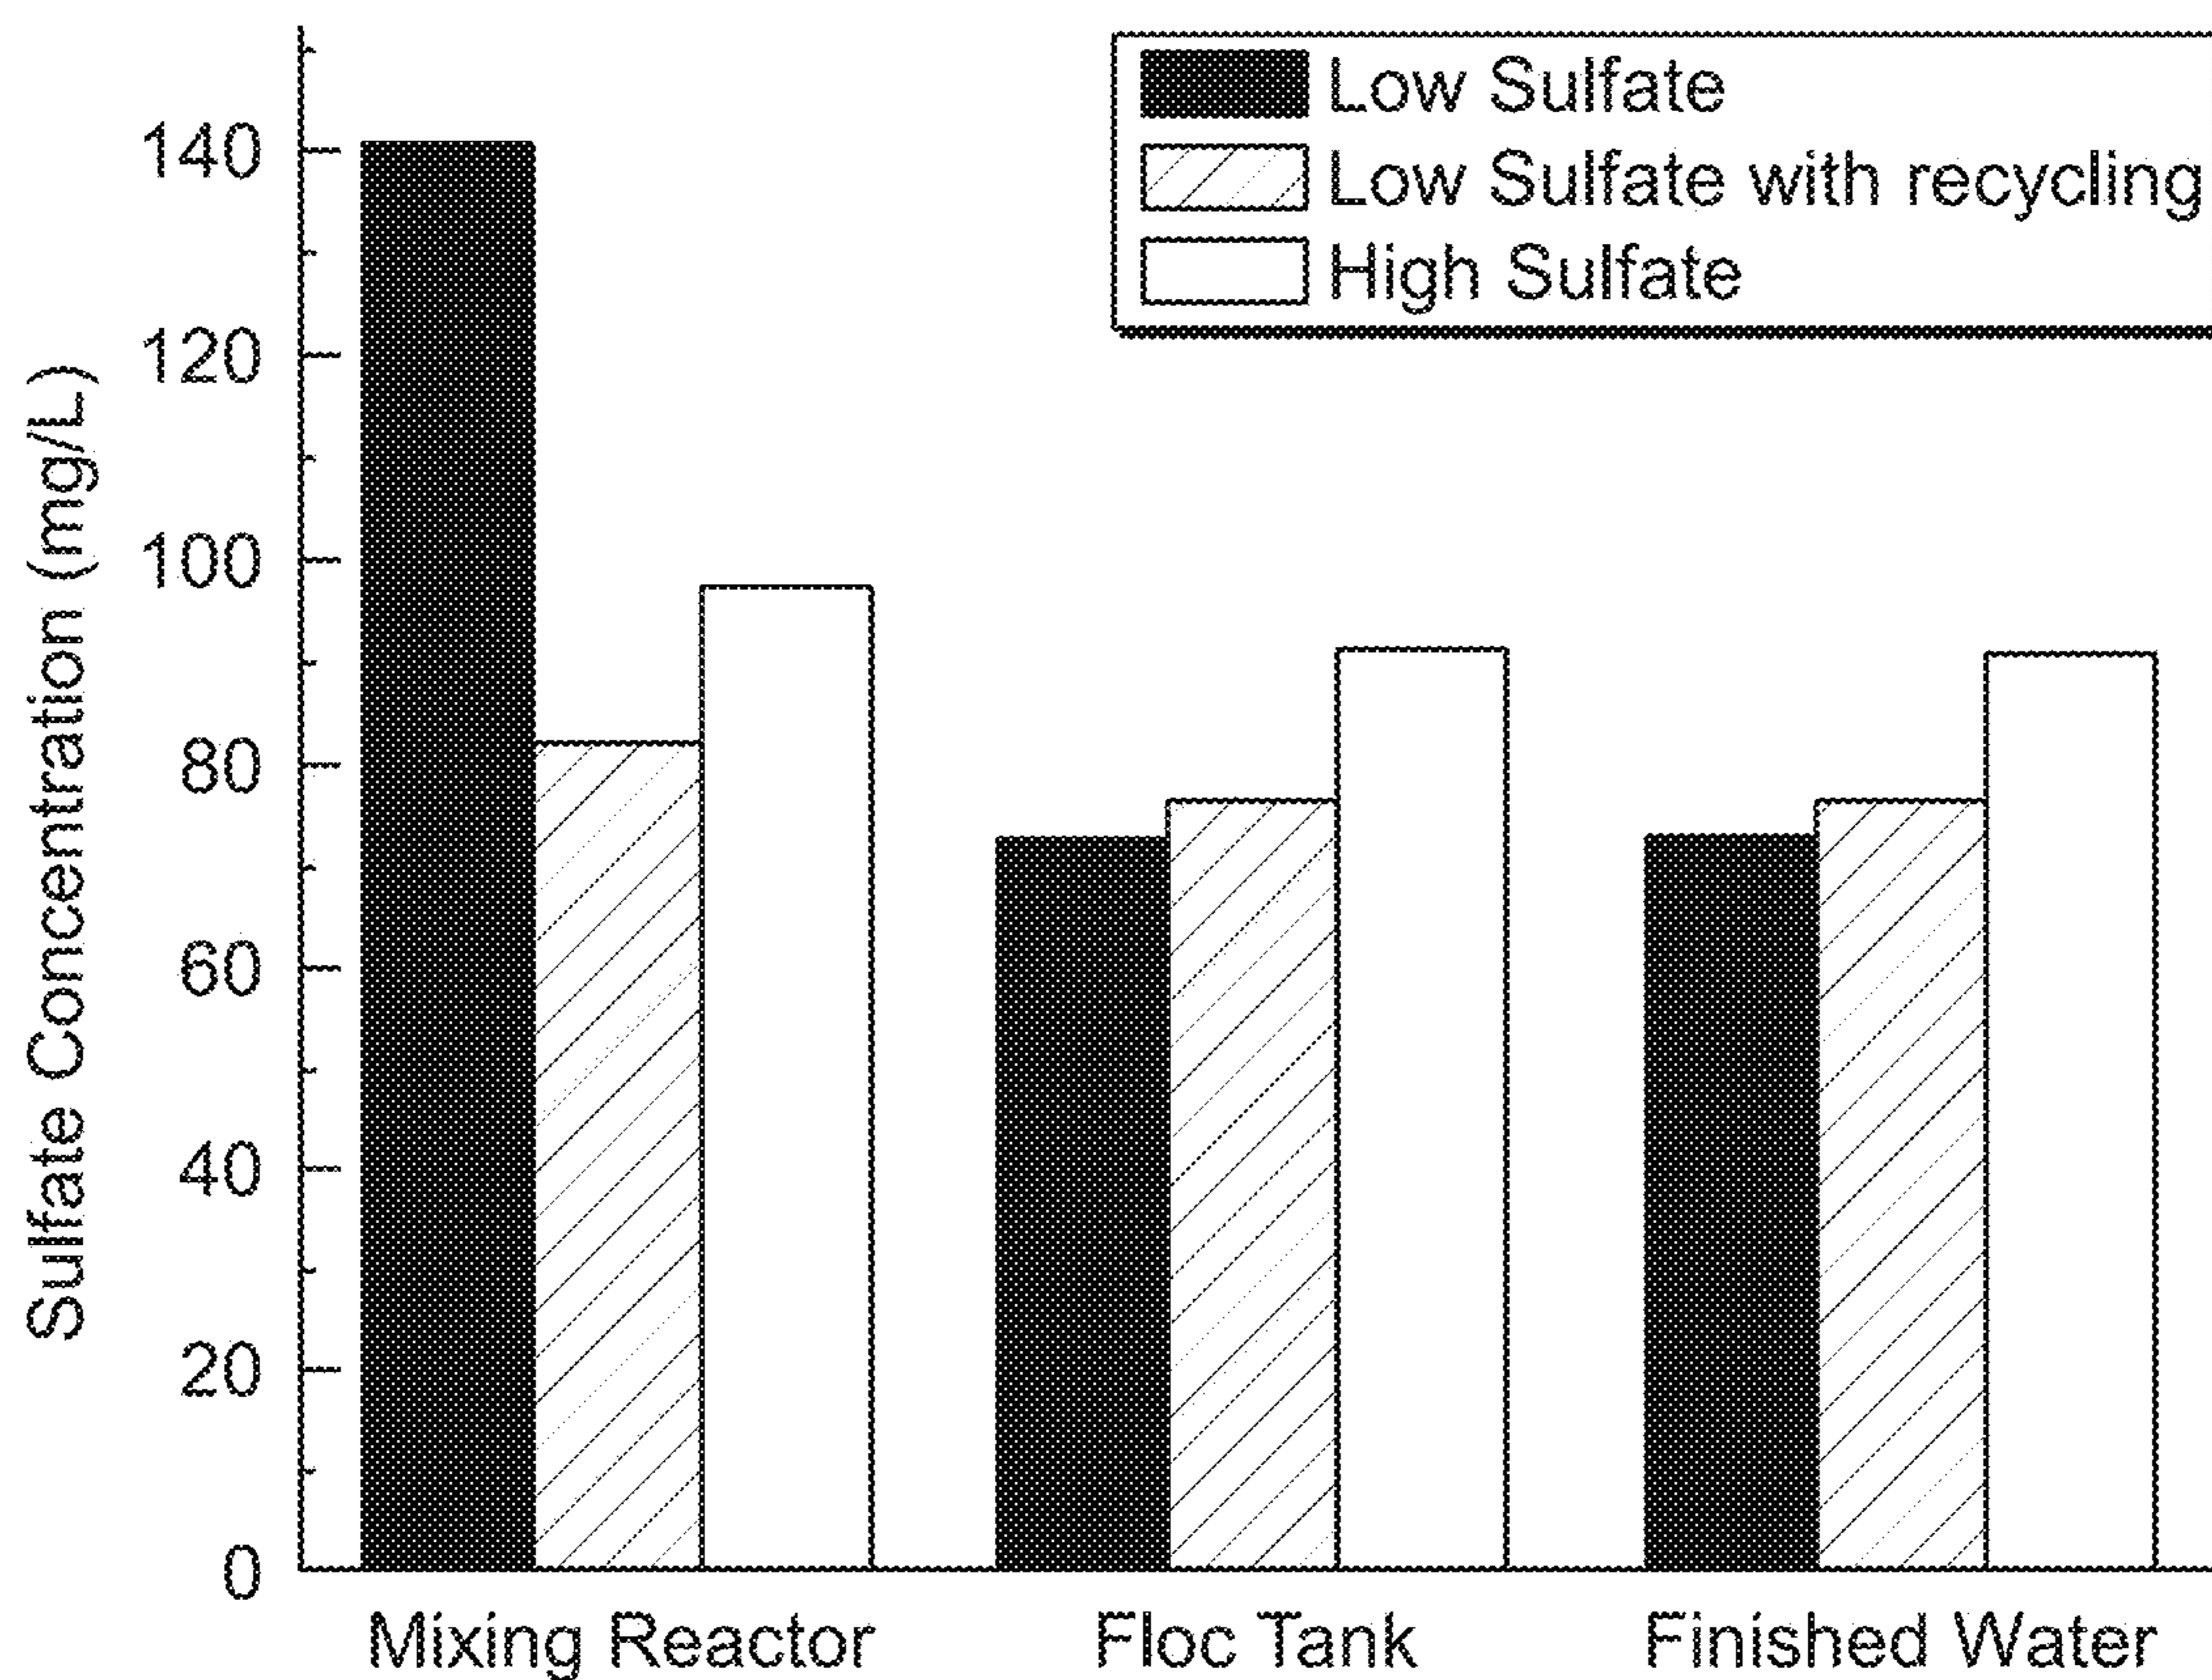 Low Sulfate
Low Sulfate with recycling
High Sulfate
Sulfate Concentration (mg/L)
140
120
100
80
60
40
20
0
Mixing Reactor
Floc Tank
Finished Water